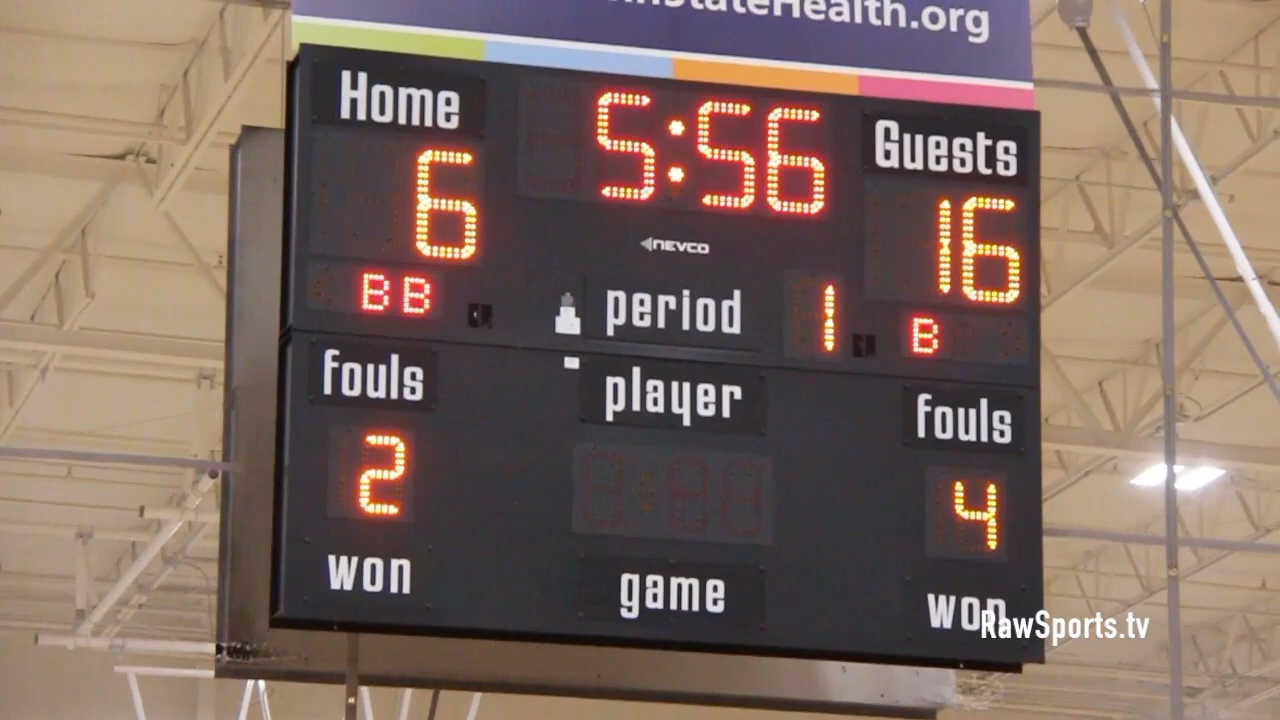 StateHealth.org
Home 5:56 Guests
6 16
NEVCO
BB period 1 B
fouls player fouls
2 4
won game won
RawSports.tv